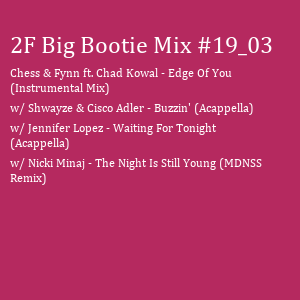 2F Big Bootie Mix #19_03
Chess & Fynn ft. Chad Kowal - Edge Of You
(Instrumental Mix)
w/ Shwayze & Cisco Adler - Buzzin' (Acappella)
w/ Jennifer Lopez - Waiting For Tonight
(Acappella)
w/ Nicki Minaj - The Night Is Still Young (MDNSS
Remix)